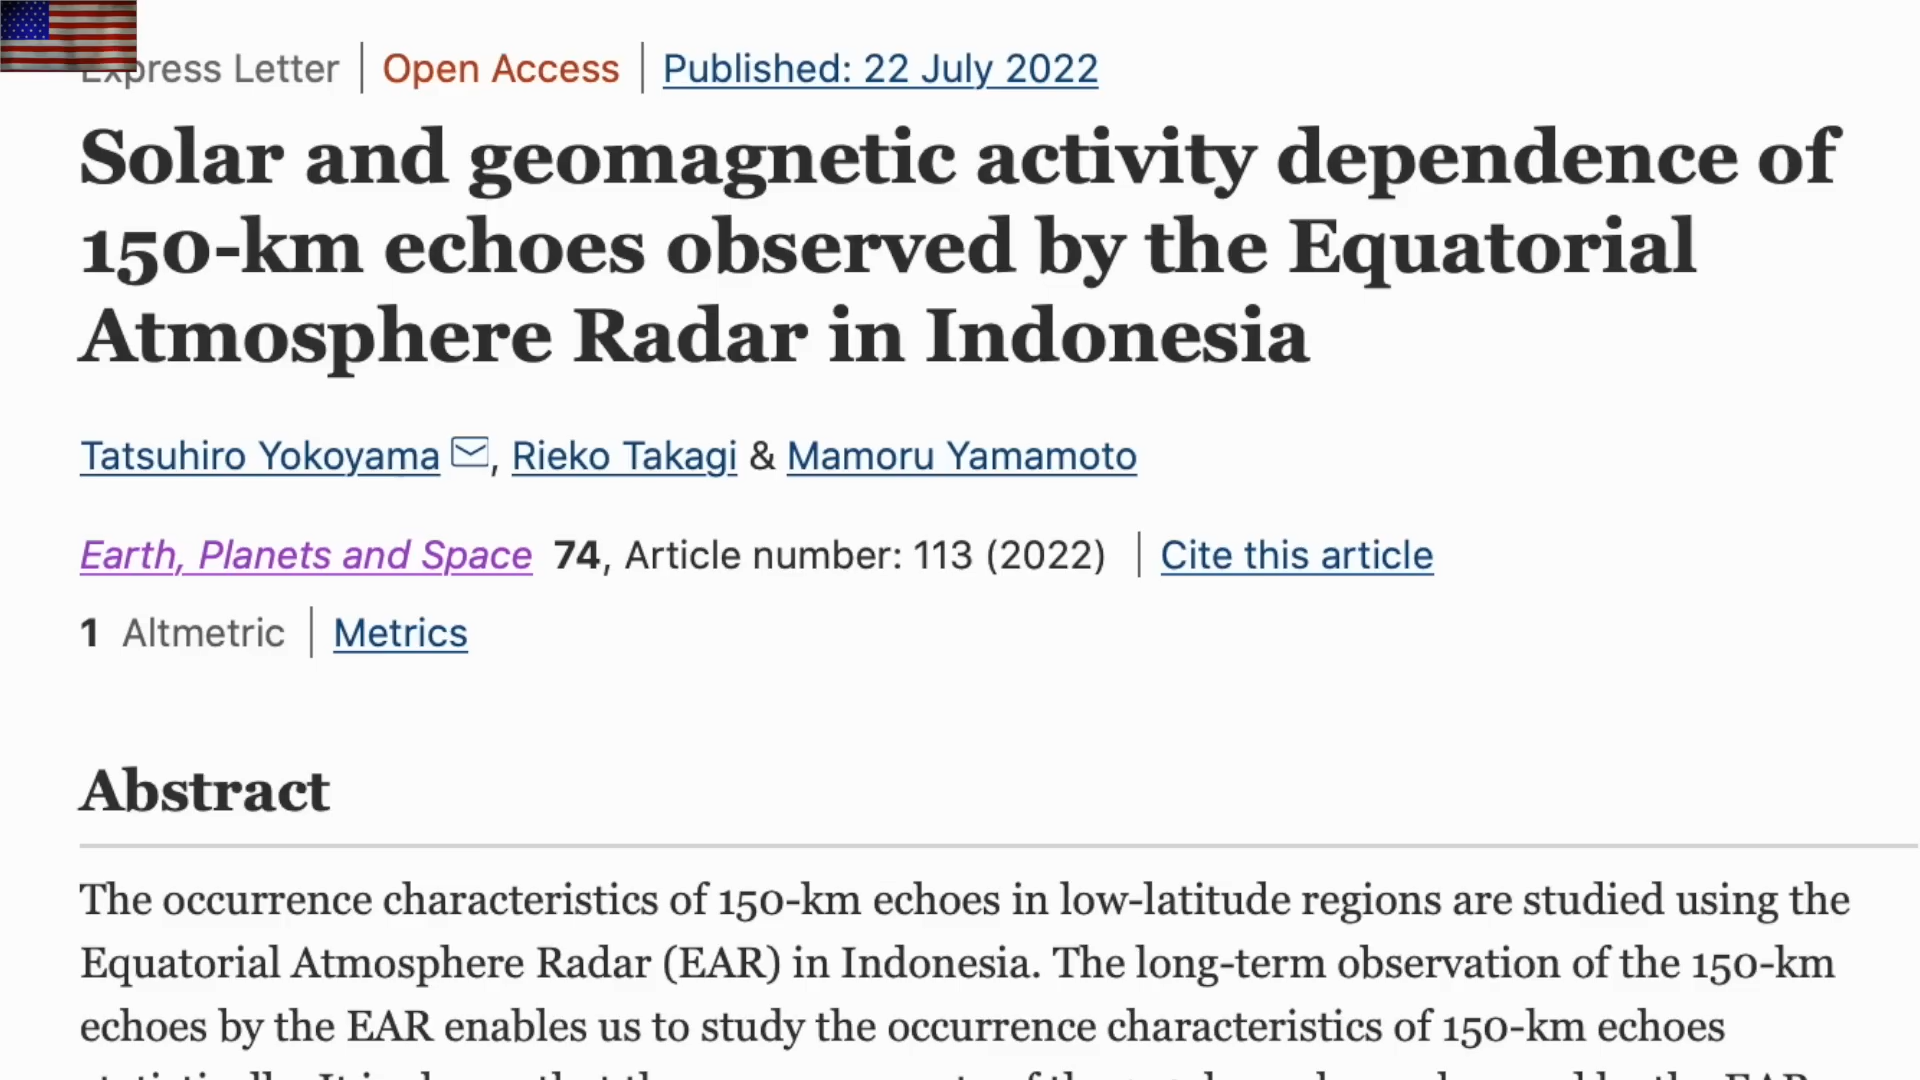 Express Letter | Open Access | Published: 22 July 2022
Solar and geomagnetic activity dependence of
150-km echoes observed by the Equatorial
Atmosphere Radar in Indonesia
Tatsuhiro Yokoyama, Rieko Takagi & Mamoru Yamamoto
Earth, Planets and Space 74, Article number: 113 (2022) | Cite this article
1 Altmetric | Metrics
Abstract
The occurrence characteristics of 150-km echoes in low-latitude regions are studied using the
Equatorial Atmosphere Radar (EAR) in Indonesia. The long-term observation of the 150-km
echoes by the EAR enables us to study the occurrence characteristics of 150-km echoes